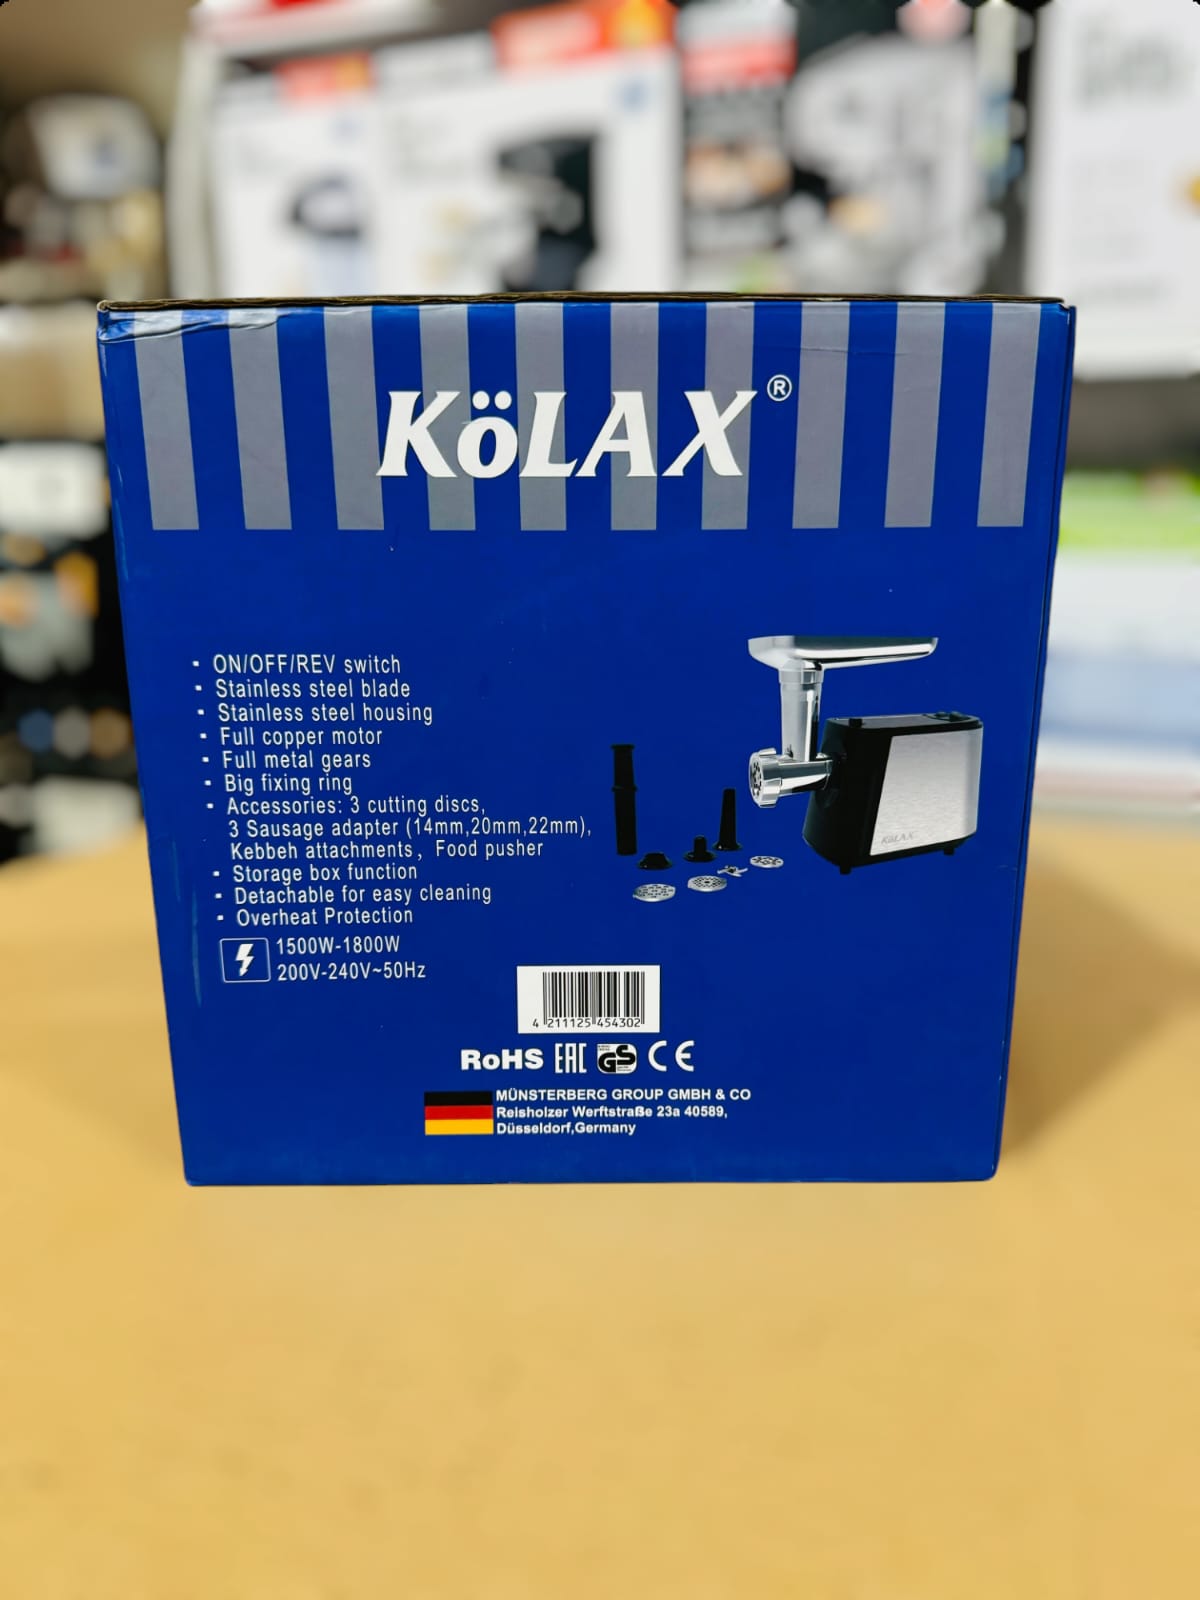 KöLAX®
▪ ON/OFF/REV switch
▪ Stainless steel blade
▪ Stainless steel housing
▪ Full copper motor
▪ Full metal gears
▪ Big fixing ring
▪ Accessories: 3 cutting discs,
3 Sausage adapter (14mm,20mm,22mm),
Kebbeh attachments, Food pusher
▪ Storage box function
▪ Detachable for easy cleaning
▪ Overheat Protection
1500W-1800W
200V-240V~50Hz
KöLAX
4 211125 454302
RoHS EAC GS CE
MÜNSTERBERG GROUP GMBH & CO
Reisholzer Werftstraße 23a 40589,
Düsseldorf,Germany